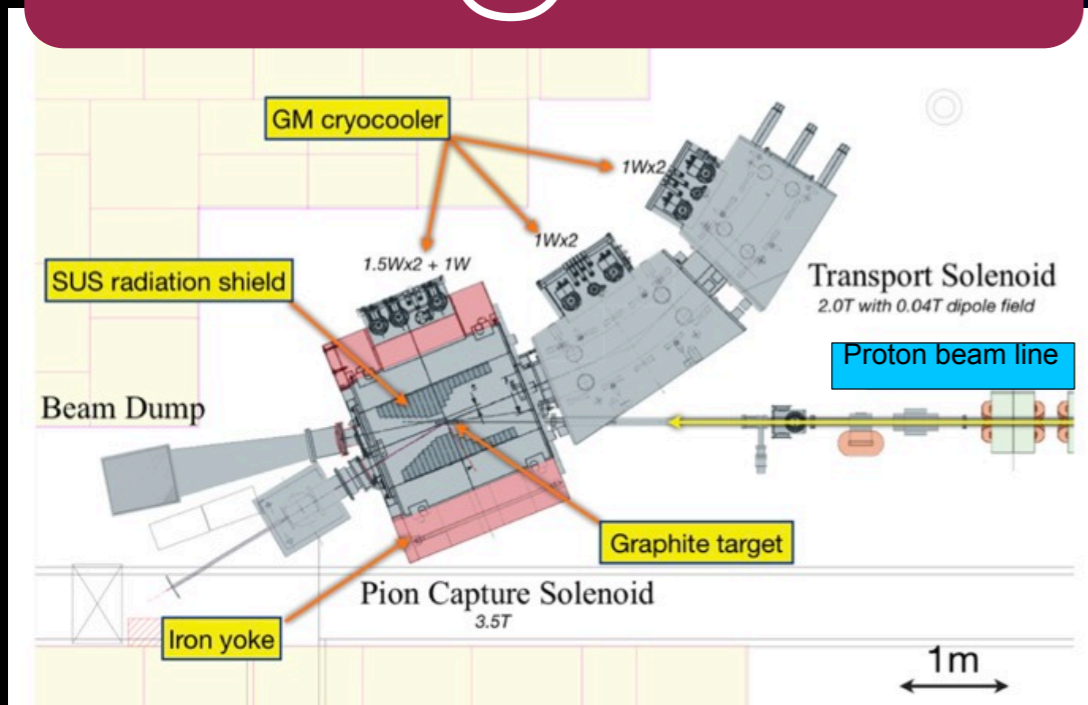 GM cryocooler
1Wx2
1Wx2
1.5Wx2 + 1W
SUS radiation shield
Transport Solenoid
2.0T with 0.04T dipole field
Proton beam line
Beam Dump
Graphite target
Pion Capture Solenoid
3.5T
Iron yoke
1m